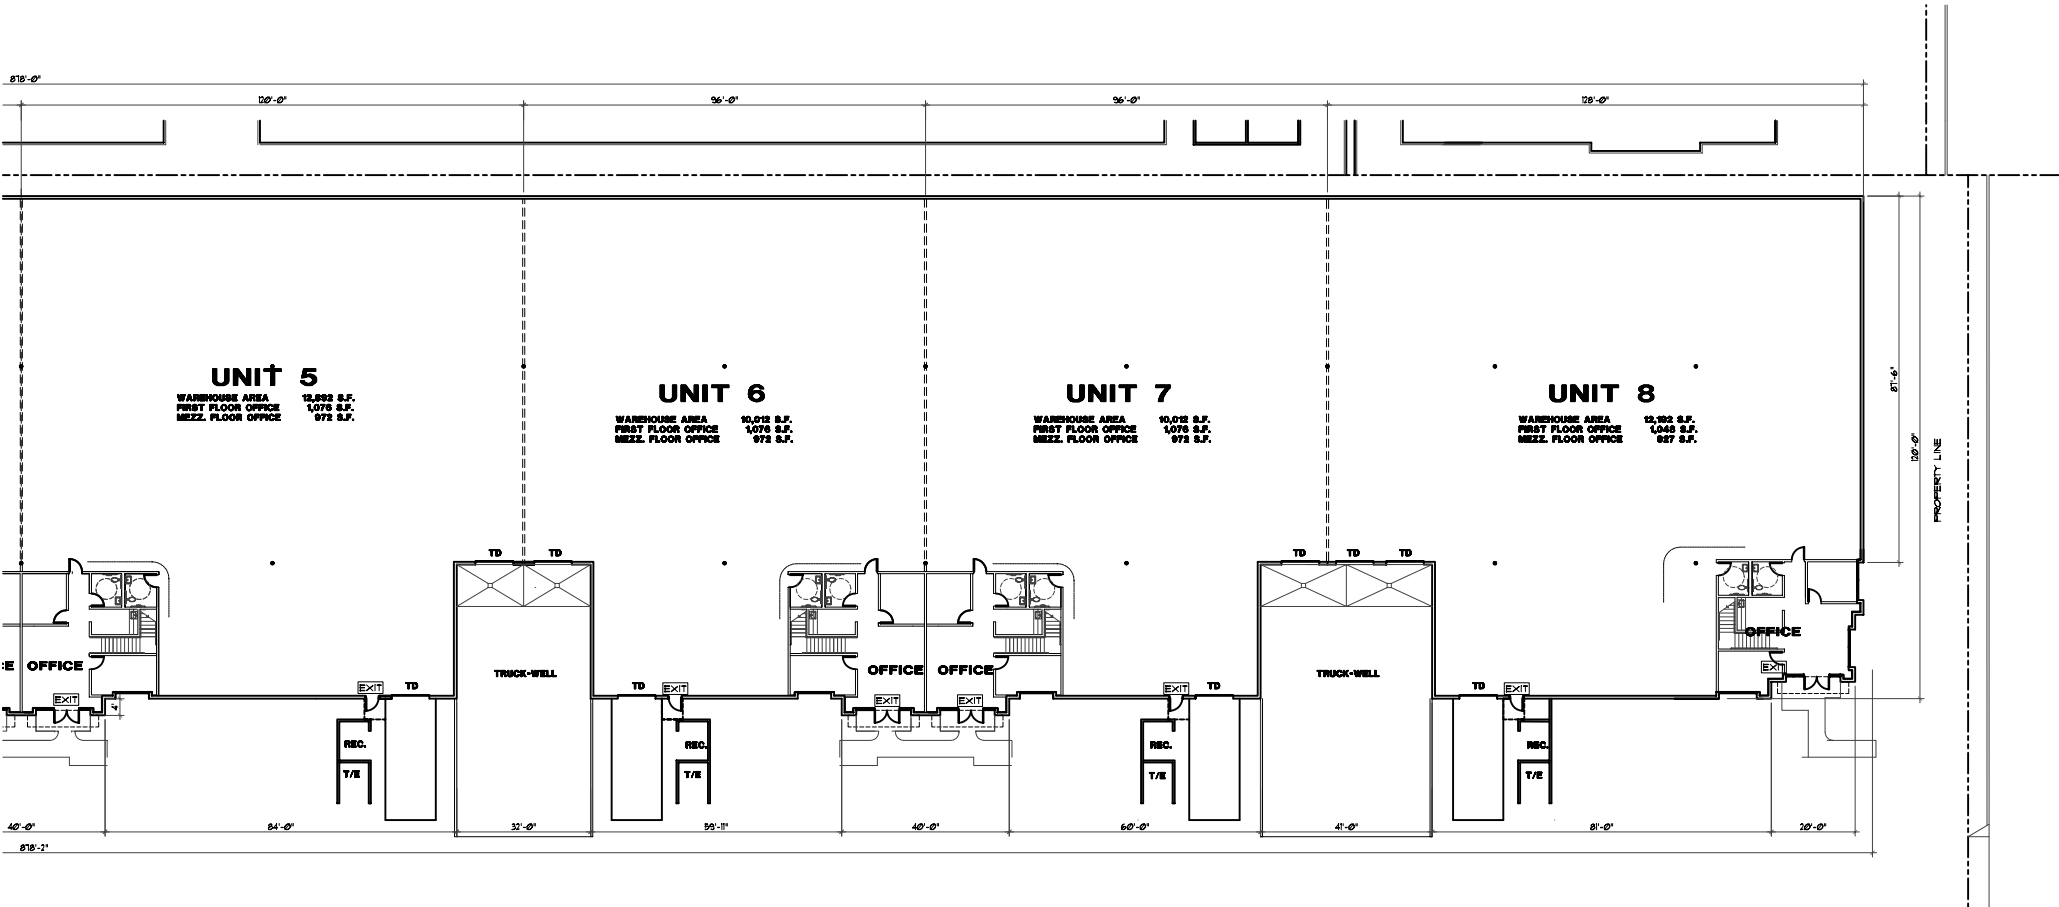 818'-0"
120'-0" 96'-0" 96'-0" 128'-0"
UNIT 5
WAREHOUSE AREA 12,892 S.F.
FIRST FLOOR OFFICE 1,076 S.F.
MEZZ. FLOOR OFFICE 972 S.F.
UNIT 6
WAREHOUSE AREA 10,012 S.F.
FIRST FLOOR OFFICE 1,076 S.F.
MEZZ. FLOOR OFFICE 972 S.F.
UNIT 7
WAREHOUSE AREA 10,012 S.F.
FIRST FLOOR OFFICE 1,076 S.F.
MEZZ. FLOOR OFFICE 972 S.F.
UNIT 8
WAREHOUSE AREA 12,192 S.F.
FIRST FLOOR OFFICE 1,048 S.F.
MEZZ. FLOOR OFFICE 927 S.F.
87'-6"
120'-0"
PROPERTY LINE
TD TD TD TD TD
CE OFFICE OFFICE OFFICE OFFICE
TRUCK-WELL TRUCK-WELL
EXIT EXIT TD TD EXIT EXIT EXIT EXIT TD TD EXIT EXIT
4'
REC. REC. REC. REC.
T/E T/E T/E T/E
40'-0" 84'-0" 32'-0" 59'-11" 40'-0" 60'-0" 41'-0" 81'-0" 20'-0"
818'-2"